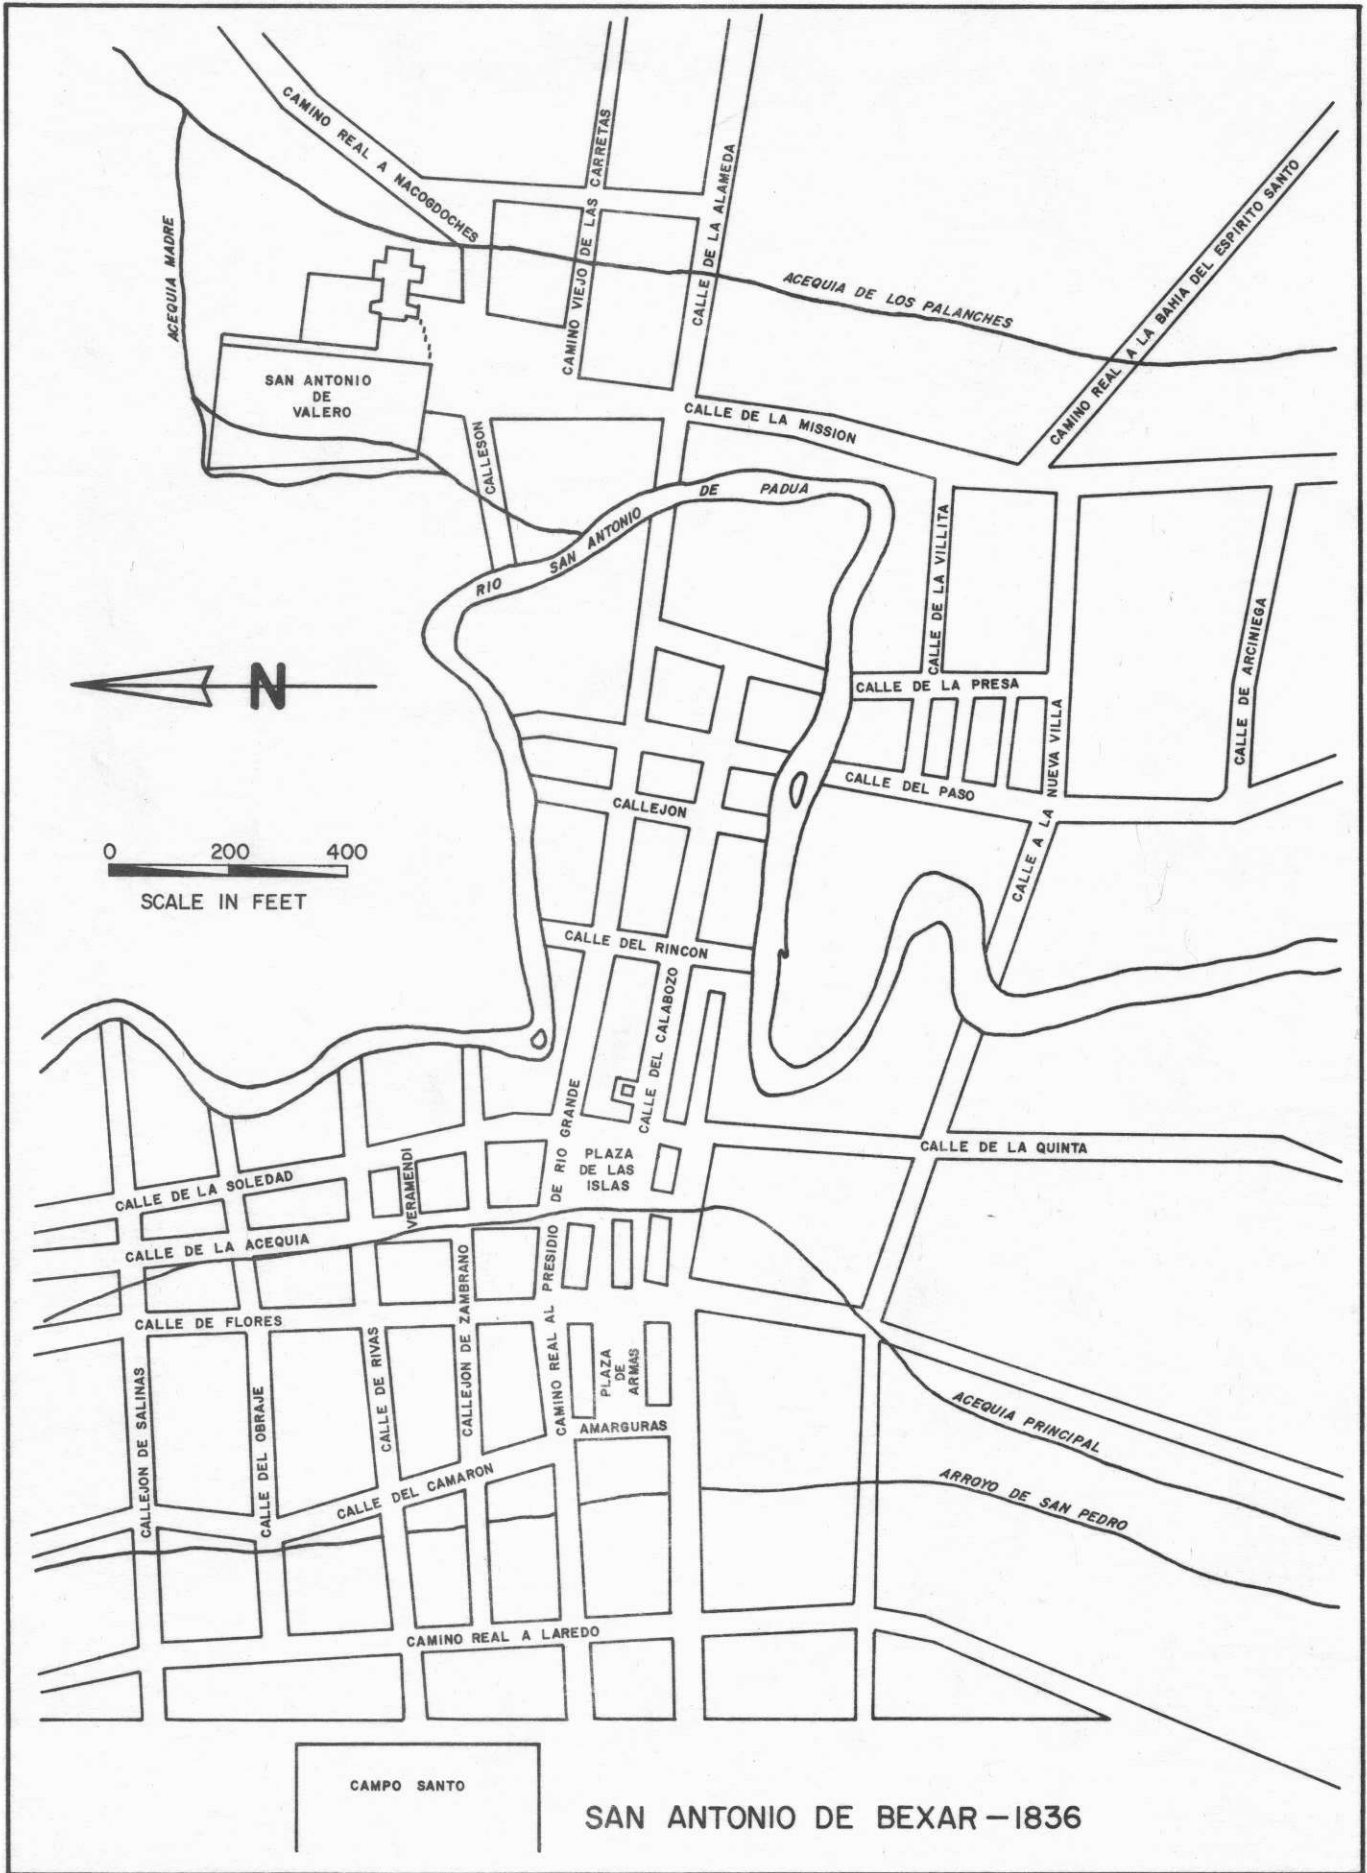 CAMINO REAL A NACOGDOCHES
CAMINO VIEJO DE LAS CARRETAS
CALLE DE LA ALAMEDA
CAMINO REAL A LA BAHIA DEL ESPIRITO SANTO
ACEQUIA MADRE
ACEQUIA DE LOS PALANCHES
SAN ANTONIO
DE
VALERO
CALLE DE LA MISSION
CALLESON
RIO SAN ANTONIO DE PADUA
CALLE DE LA VILLITA
CALLE DE ARCINIEGA
N
CALLE DE LA PRESA
CALLE A LA NUEVA VILLA
CALLE DEL PASO
CALLEJON
0 200 400
SCALE IN FEET
CALLE DEL RINCON
CALLE DEL CALABOZO
CAMINO REAL AL PRESIDIO DE RIO GRANDE
PLAZA
DE LAS
ISLAS
CALLE DE LA QUINTA
CALLE DE LA SOLEDAD
VERAMENDI
CALLE DE LA ACEQUIA
CALLE DE FLORES
CALLEJON DE SALINAS
CALLE DEL OBRAJE
CALLE DE RIVAS
CALLEJON DE ZAMBRANO
PLAZA
DE
ARMAS
AMARGURAS
ACEQUIA PRINCIPAL
ARROYO DE SAN PEDRO
CALLE DEL CAMARON
CAMINO REAL A LAREDO
CAMPO SANTO
SAN ANTONIO DE BEXAR – 1836